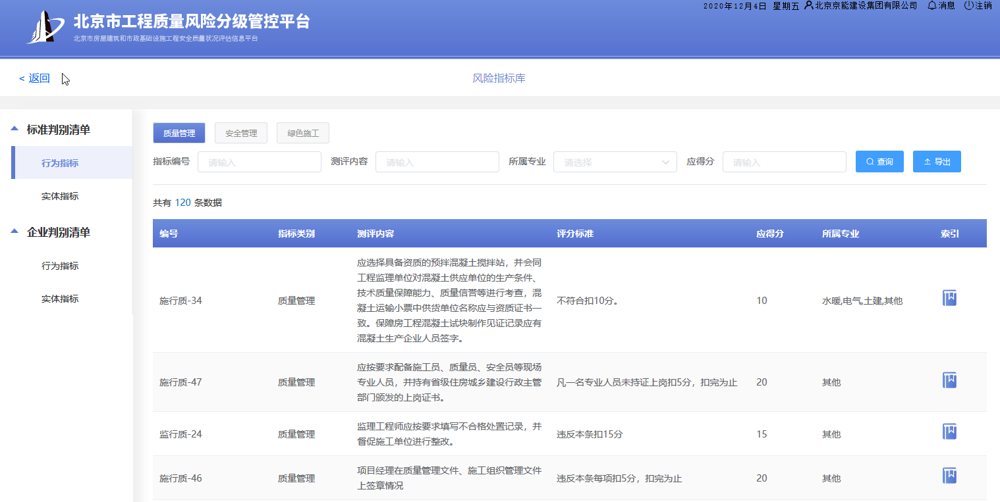 2020年12月4日 星期五 北京京能建设集团有限公司 消息 注销
北京市工程质量风险分级管控平台
北京市房屋建筑和市政基础设施工程安全质量状况评估信息平台
< 返回
风险指标库
标准判别清单
行为指标
实体指标
企业判别清单
行为指标
实体指标
质量管理 安全管理 绿色施工
指标编号 请输入 测评内容 请输入 所属专业 请选择 应得分 请输入 查询 导出
共有 120 条数据
编号 指标类别 测评内容 评分标准 应得分 所属专业 索引
应选择具备资质的预拌混凝土搅拌站，并会同
工程监理单位对混凝土供应单位的生产条件、
技术质量保障能力、质量信誉等进行考查，混
施行质-34 质量管理 凝土运输小票中供货单位名称应与资质证书一 不符合扣10分。 10 水暖,电气,土建,其他
致。保障房工程混凝土试块制作见证记录应有
混凝土生产企业人员签字。
应按要求配备施工员、质量员、安全员等现场
施行质-47 质量管理 专业人员，并持有省级住房城乡建设行政主管 凡一名专业人员未持证上岗扣5分，扣完为止 20 其他
部门颁发的上岗证书。
监行质-24 质量管理 监理工程师应按要求填写不合格处置记录，并 违反本条扣15分 15 其他
督促施工单位进行整改。
施行质-46 质量管理 项目经理在质量管理文件、施工组织管理文件 违反本条每项扣5分，扣完为止 20 其他
上签章情况